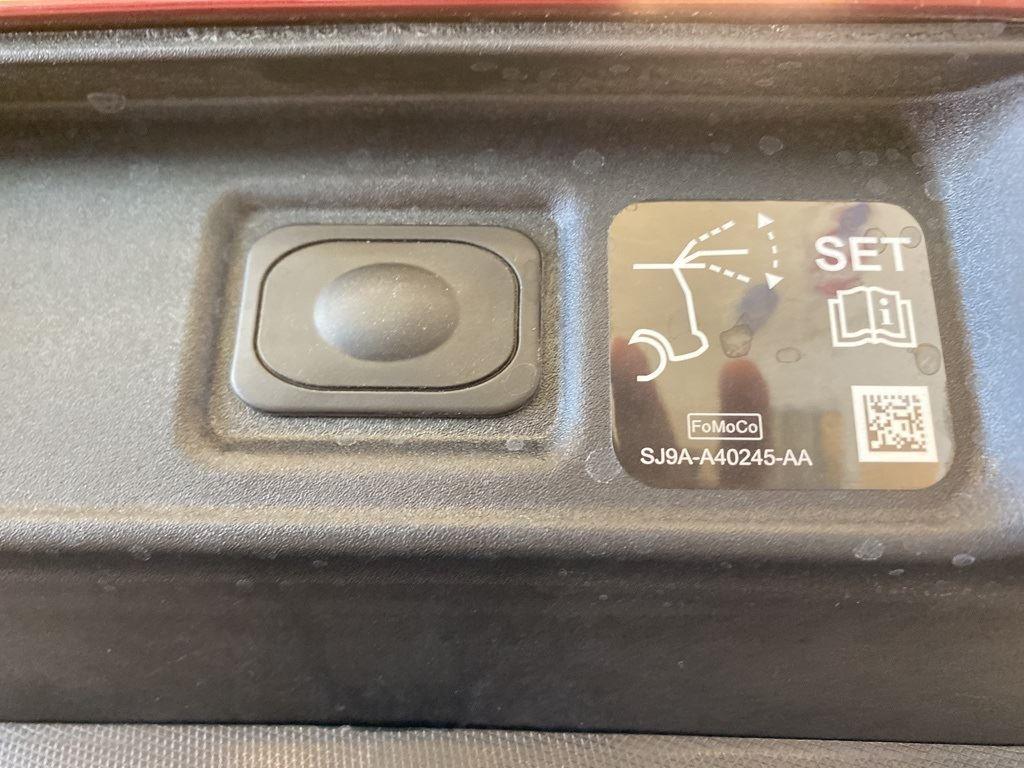 SET
i
FoMoCo
SJ9A-A40245-AA